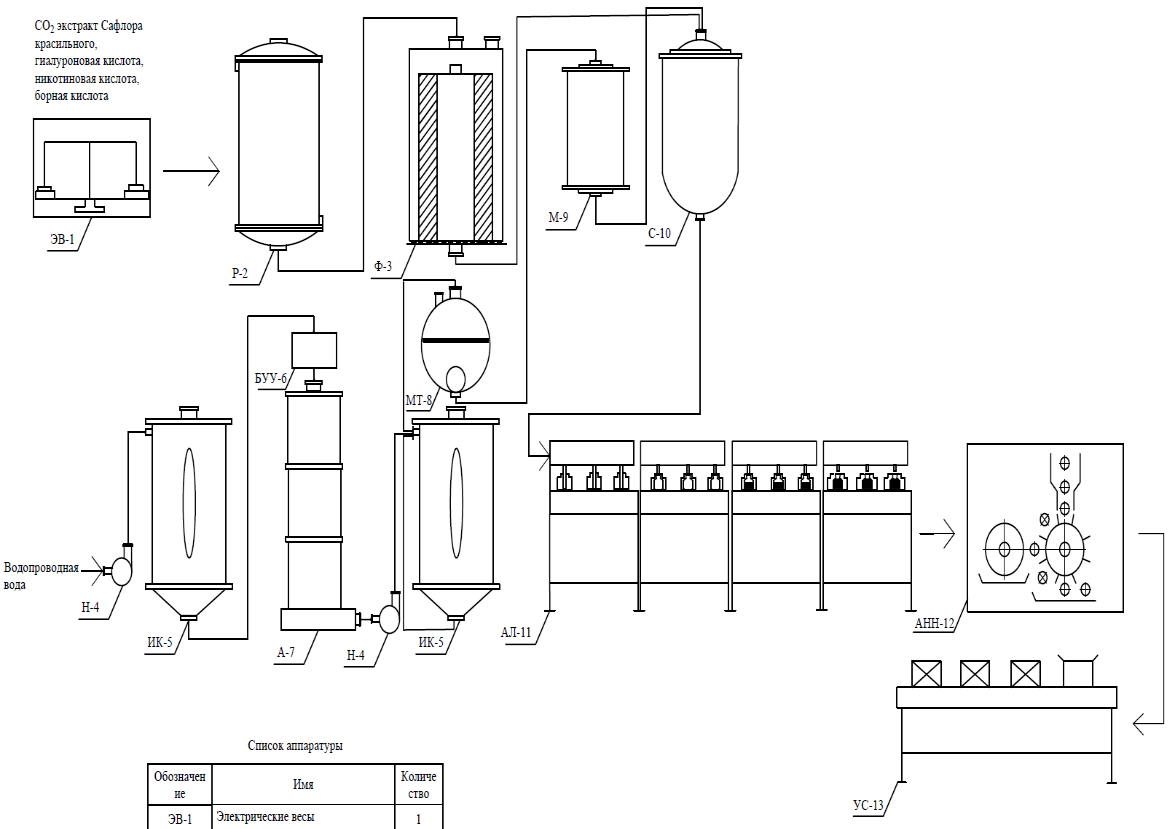 CO₂ экстракт Сафлора
красильного,
гиалуроновая кислота,
никотиновая кислота,
борная кислота
ЭВ-1
Р-2
Ф-3
М-9
С-10
БУУ-6
МТ-8
Водопроводная
вода
Н-4
ИК-5
А-7
Н-4
ИК-5
АЛ-11
АНН-12
УС-13
Список аппаратуры
Обозначен
ие
Имя
Количе
ство
ЭВ-1 Электрические весы 1